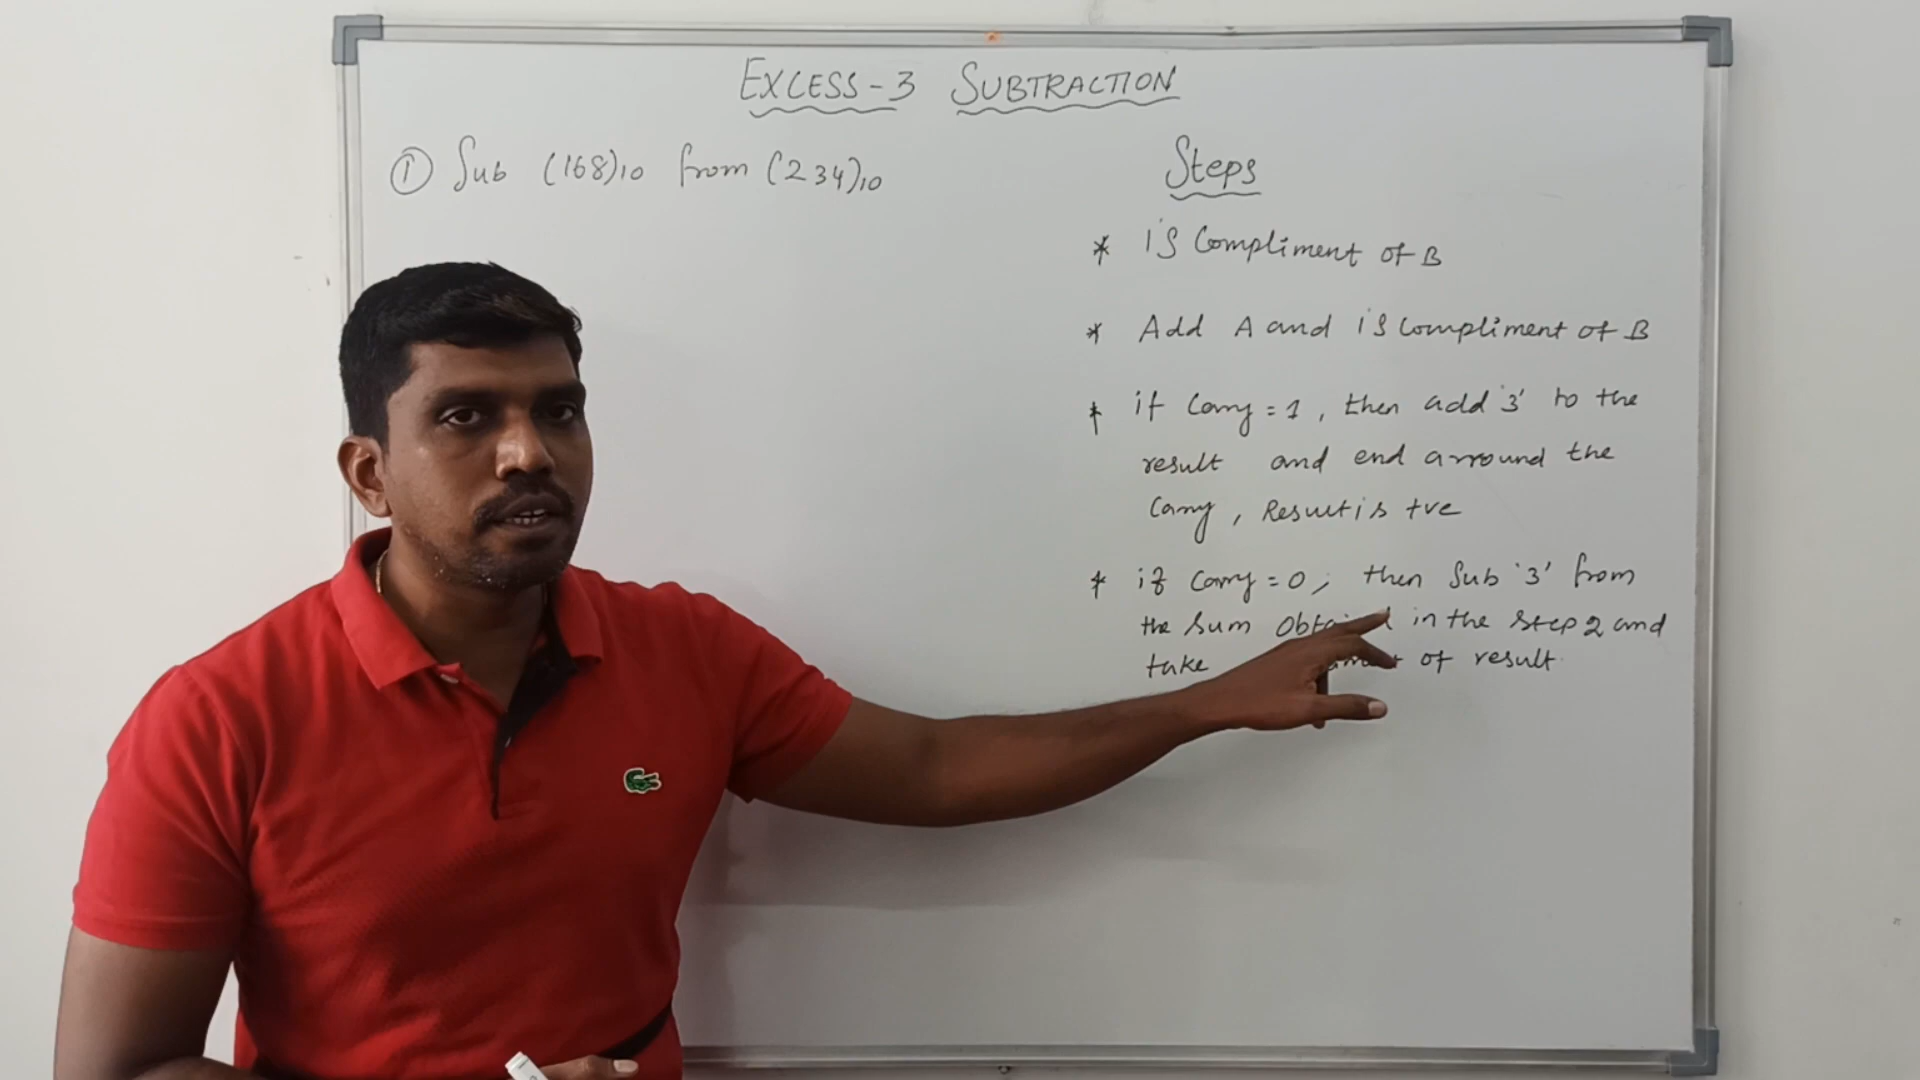 EXCESS-3 SUBTRACTION
① Sub (168)10 from (234)10
Steps
* 1'S Compliment of B
* Add A and 1'S Compliment of B
* if Carry = 1, then add '3' to the
result and end arround the
Carry, Result is +ve
* if Carry = 0, then Sub '3' from
the Sum in the Step 2 and
take of result.